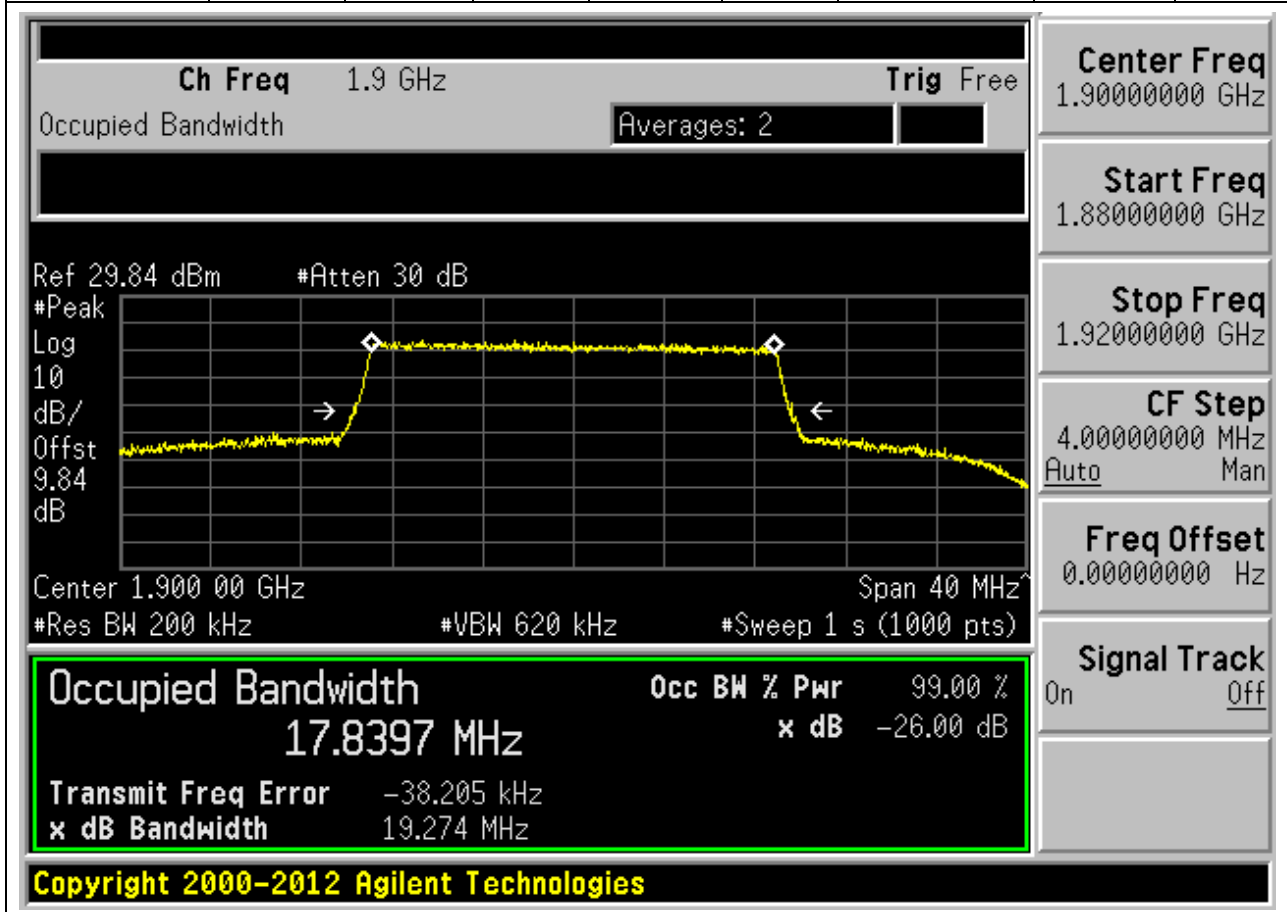 Ch Freq 1.9 GHz Trig Free
Occupied Bandwidth Averages: 2
Ref 29.84 dBm #Atten 30 dB
#Peak
Log
10
dB/
Offst
9.84
dB
Center 1.900 00 GHz Span 40 MHz^
#Res BW 200 kHz #VBW 620 kHz #Sweep 1 s (1000 pts)
Occupied Bandwidth Occ BW % Pwr 99.00 %
17.8397 MHz x dB -26.00 dB
Transmit Freq Error -38.205 kHz
x dB Bandwidth 19.274 MHz
Copyright 2000-2012 Agilent Technologies
Center Freq
1.90000000 GHz
Start Freq
1.88000000 GHz
Stop Freq
1.92000000 GHz
CF Step
4.00000000 MHz
Auto Man
Freq Offset
0.00000000 Hz
Signal Track
On Off